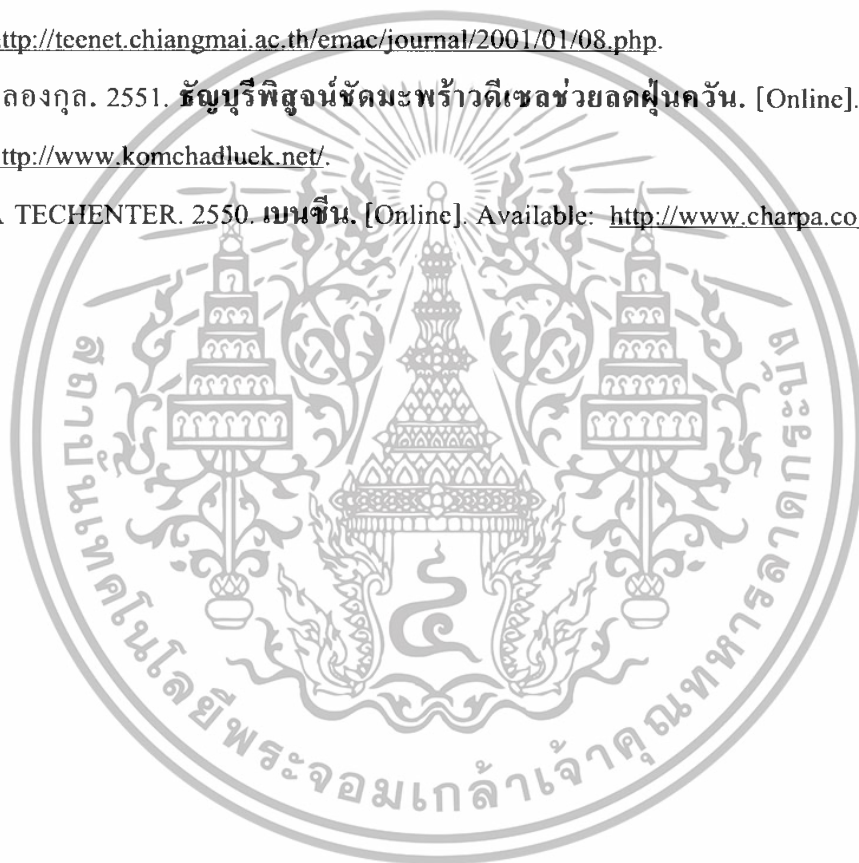 ttp://teenet.chiangmai.ac.th/emac/journal/2001/01/08.php.
ลองกุล. 2551. ธัญบุรีพิสูจน์ชัดมะพร้าวดีเซลช่วยลดฝุ่นควัน. [Online].
ttp://www.komchadluek.net/.
TECHENTER. 2550. เบนซีน. [Online]. Available: http://www.charpa.co
สถาบันเทคโนโลยีพระจอมเกล้าเจ้าคุณทหารลาดกระบัง
๔